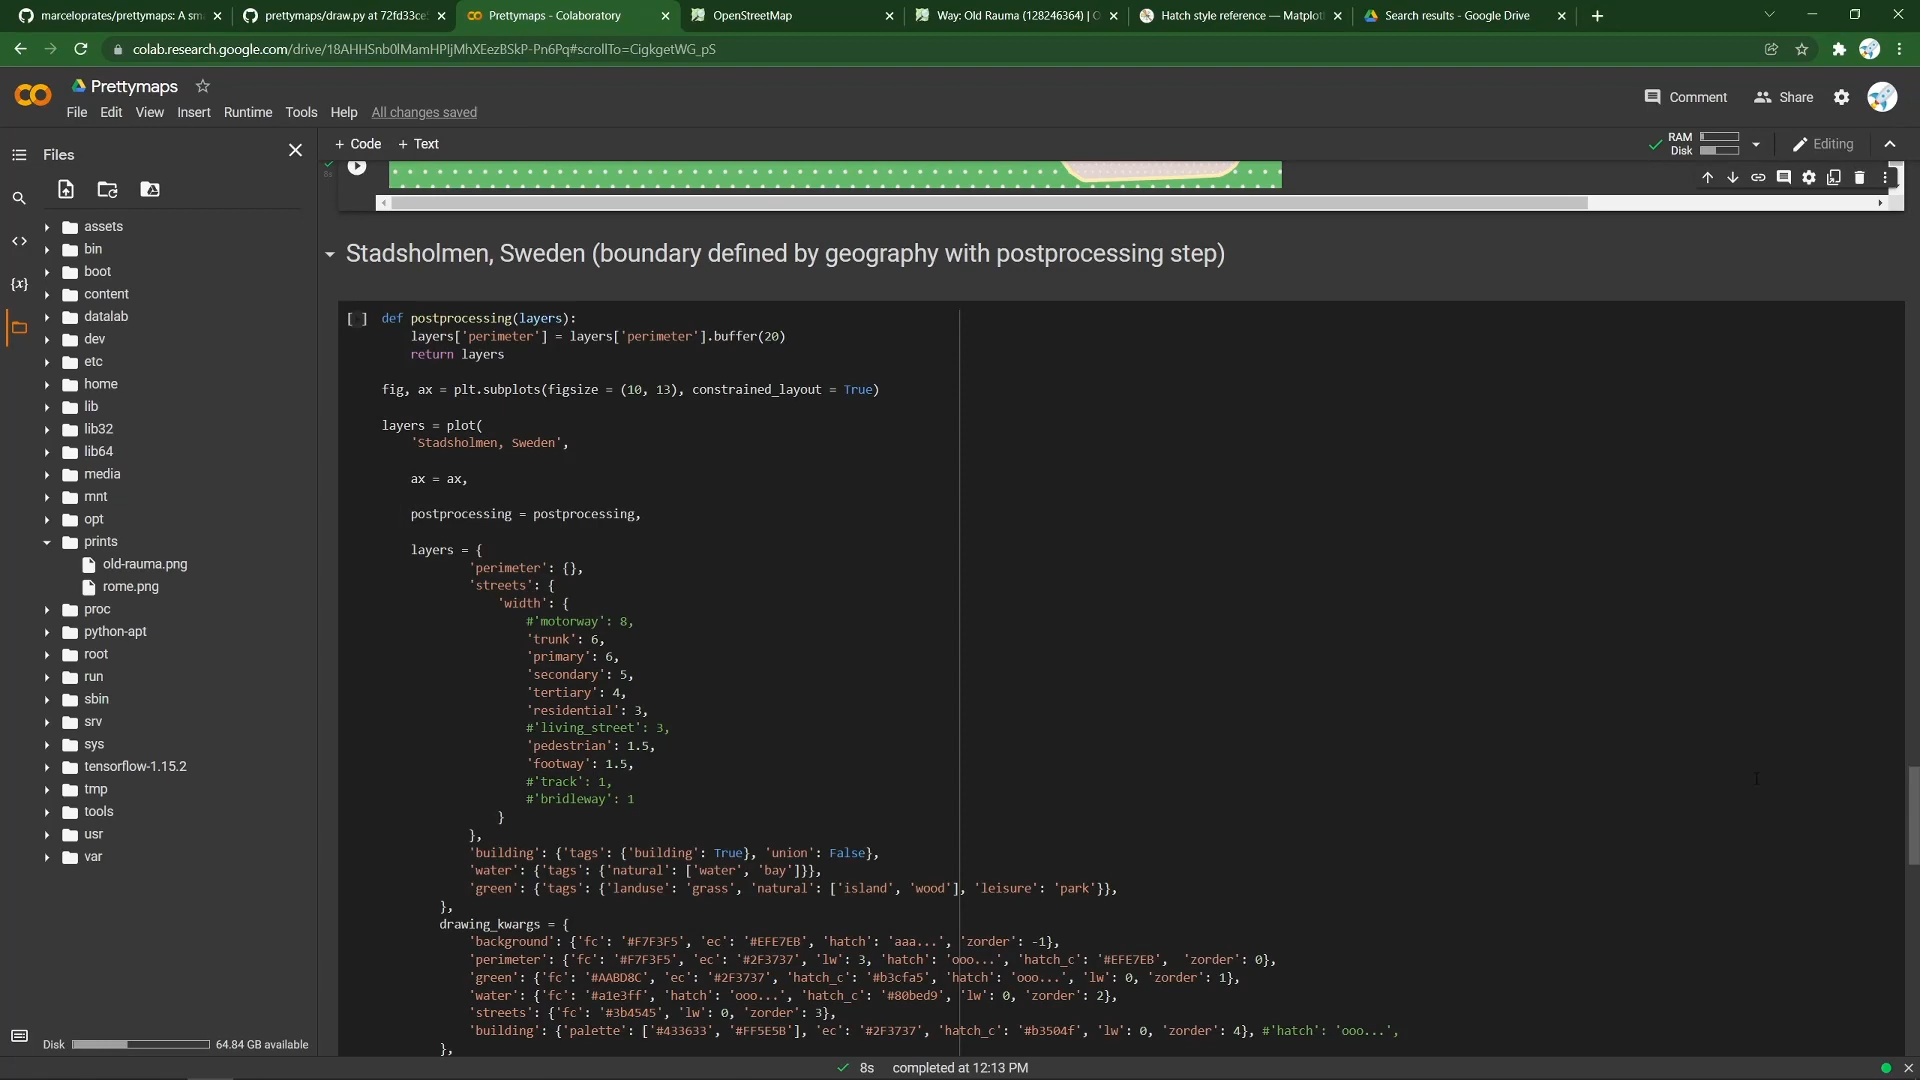 marceloprates/prettymaps: A sm
prettymaps/draw.py at 72fd33ce
Prettymaps - Colaboratory
OpenStreetMap
Way: Old Rauma (128246364) | O
Hatch style reference — Matplotl
Search results - Google Drive
colab.research.google.com/drive/18AHHSnb0lMamHPljMhXEezBSkP-Pn6Pq#scrollTo=CigkgetWG_pS
Prettymaps
Comment
Share
File Edit View Insert Runtime Tools Help All changes saved
Files
+ Code + Text
RAM
Disk
Editing
8s
assets
bin
boot
content
datalab
dev
etc
home
lib
lib32
lib64
media
mnt
opt
prints
old-rauma.png
rome.png
proc
python-apt
root
run
sbin
srv
sys
tensorflow-1.15.2
tmp
tools
usr
var
Disk 64.84 GB available
Stadsholmen, Sweden (boundary defined by geography with postprocessing step)
[ ] def postprocessing(layers):
layers['perimeter'] = layers['perimeter'].buffer(20)
return layers
fig, ax = plt.subplots(figsize = (10, 13), constrained_layout = True)
layers = plot(
'Stadsholmen, Sweden',
ax = ax,
postprocessing = postprocessing,
layers = {
'perimeter': {},
'streets': {
'width': {
#'motorway': 8,
'trunk': 6,
'primary': 6,
'secondary': 5,
'tertiary': 4,
'residential': 3,
#'living_street': 3,
'pedestrian': 1.5,
'footway': 1.5,
#'track': 1,
#'bridleway': 1
}
},
'building': {'tags': {'building': True}, 'union': False},
'water': {'tags': {'natural': ['water', 'bay']}},
'green': {'tags': {'landuse': 'grass', 'natural': ['island', 'wood'], 'leisure': 'park'}},
},
drawing_kwargs = {
'background': {'fc': '#F7F3F5', 'ec': '#EFE7EB', 'hatch': 'aaa...', 'zorder': -1},
'perimeter': {'fc': '#F7F3F5', 'ec': '#2F3737', 'lw': 3, 'hatch': 'ooo...', 'hatch_c': '#EFE7EB',  'zorder': 0},
'green': {'fc': '#AABD8C', 'ec': '#2F3737', 'hatch_c': '#b3cfa5', 'hatch': 'ooo...', 'lw': 0, 'zorder': 1},
'water': {'fc': '#a1e3ff', 'hatch': 'ooo...', 'hatch_c': '#80bed9', 'lw': 0, 'zorder': 2},
'streets': {'fc': '#3b4545', 'lw': 0, 'zorder': 3},
'building': {'palette': ['#433633', '#FF5E5B'], 'ec': '#2F3737', 'hatch_c': '#b3504f', 'lw': 0, 'zorder': 4}, #'hatch': 'ooo...',
},
8s completed at 12:13 PM